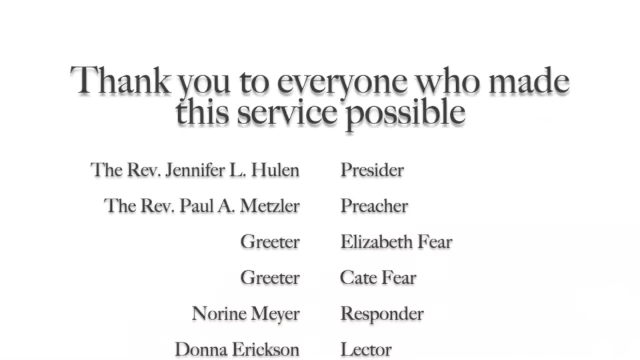 Thank you to everyone who made
this service possible
The Rev. Jennifer L. Hulen Presider
The Rev. Paul A. Metzler Preacher
Greeter Elizabeth Fear
Greeter Cate Fear
Norine Meyer Responder
Donna Erickson Lector